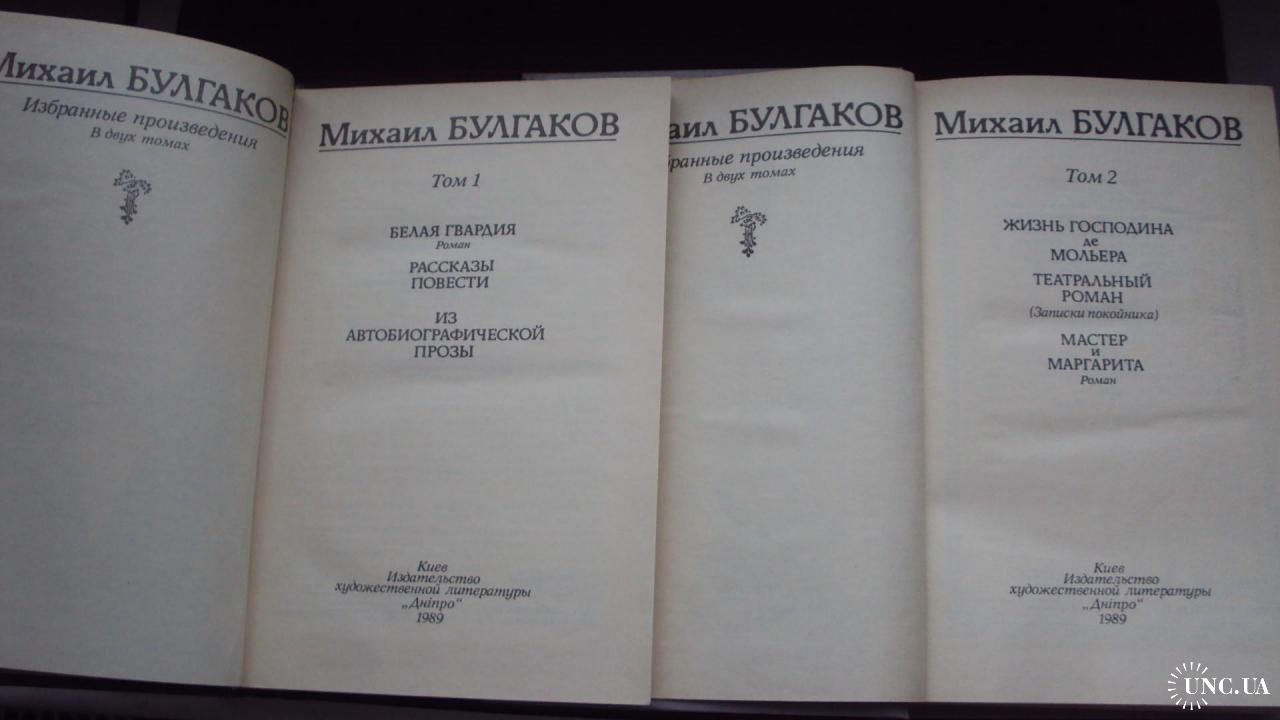 Михаил БУЛГАКОВ
Избранные произведения
В двух томах
Михаил БУЛГАКОВ
Том 1
БЕЛАЯ ГВАРДИЯ
Роман
РАССКАЗЫ
ПОВЕСТИ
ИЗ
АВТОБИОГРАФИЧЕСКОЙ
ПРОЗЫ
Киев
Издательство
художественной литературы
„Дніпро“
1989
аил БУЛГАКОВ
бранные произведения
В двух томах
Михаил БУЛГАКОВ
Том 2
ЖИЗНЬ ГОСПОДИНА
де
МОЛЬЕРА
ТЕАТРАЛЬНЫЙ
РОМАН
(Записки покойника)
МАСТЕР
и
МАРГАРИТА
Роман
Киев
Издательство
художественной литературы
„Дніпро“
1989
UNC.UA